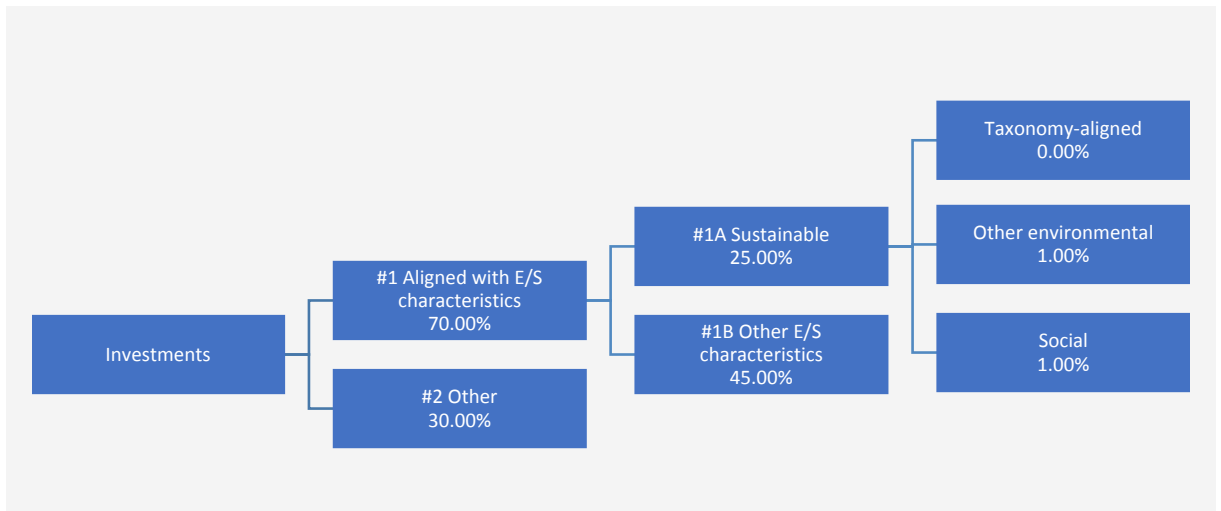 Investments
#1 Aligned with E/S
characteristics
70.00%
#2 Other
30.00%
#1A Sustainable
25.00%
#1B Other E/S
characteristics
45.00%
Taxonomy-aligned
0.00%
Other environmental
1.00%
Social
1.00%